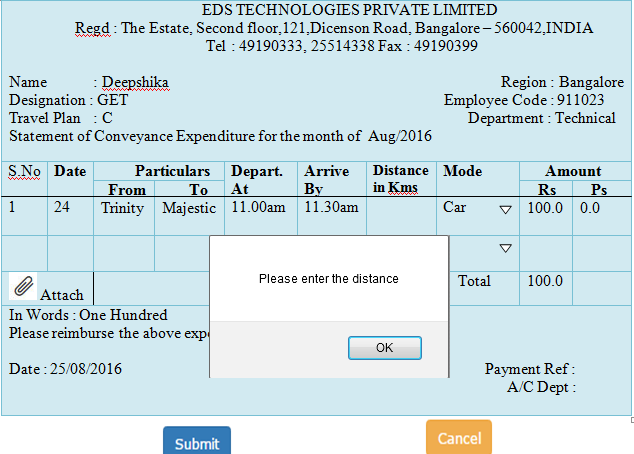 EDS TECHNOLOGIES PRIVATE LIMITED
Regd : The Estate, Second floor,121,Dicenson Road, Bangalore – 560042,INDIA
Tel : 49190333, 25514338 Fax : 49190399
Name : Deepshika Region : Bangalore
Designation : GET Employee Code : 911023
Travel Plan : C Department : Technical
Statement of Conveyance Expenditure for the month of Aug/2016
S.No Date Particulars Depart. Arrive Distance Mode Amount
From To At By in Kms Rs Ps
1 24 Trinity Majestic 11.00am 11.30am Car 100.0 0.0
Please enter the distance
Total 100.0
Attach
In Words : One Hundred
Please reimburse the above
OK
Date : 25/08/2016 Payment Ref :
A/C Dept :
Submit Cancel